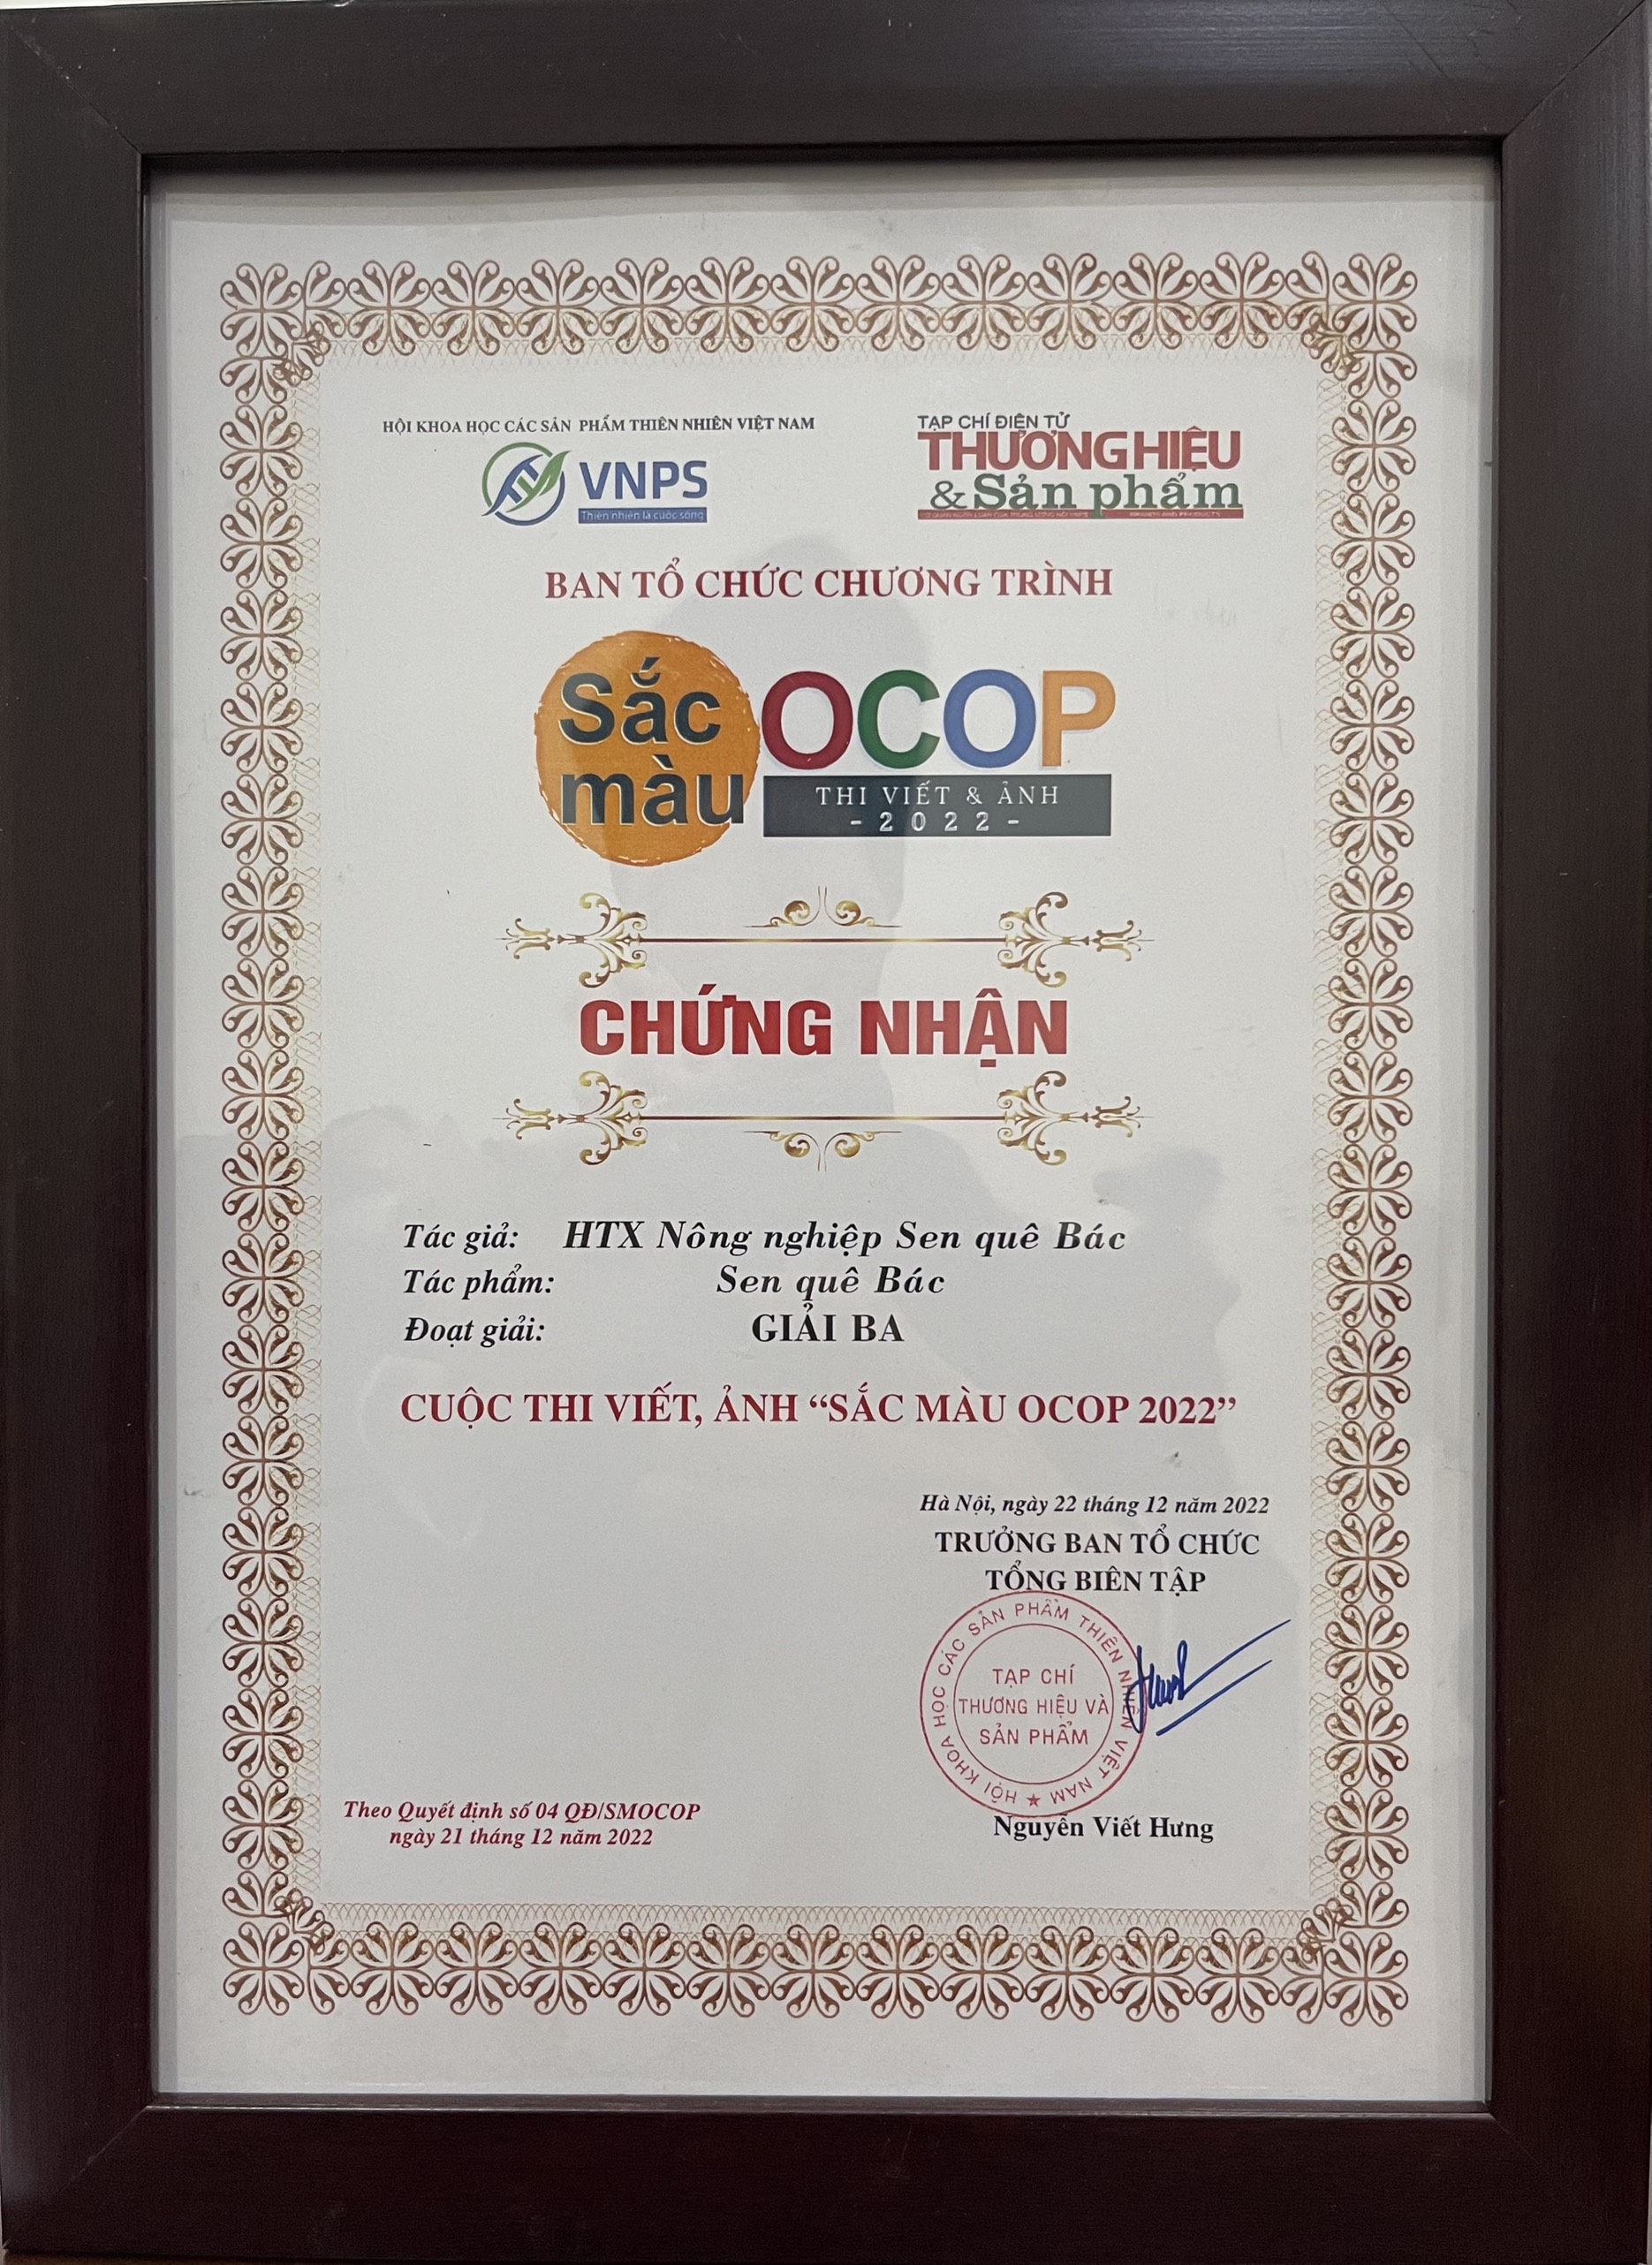 HỘI KHOA HỌC CÁC SẢN PHẨM THIÊN NHIÊN VIỆT NAM
VNPS
Thiên nhiên là cuộc sống
TẠP CHÍ ĐIỆN TỬ
THƯƠNG HIỆU
& Sản phẩm
BAN TỔ CHỨC CHƯƠNG TRÌNH
Sắc
màu
OCOP
THI VIẾT & ẢNH
- 2 0 2 2 -
CHỨNG NHẬN
Tác giả: HTX Nông nghiệp Sen quê Bác
Tác phẩm: Sen quê Bác
Đoạt giải: GIẢI BA
CUỘC THI VIẾT, ẢNH “SẮC MÀU OCOP 2022”
Hà Nội, ngày 22 tháng 12 năm 2022
TRƯỞNG BAN TỔ CHỨC
TỔNG BIÊN TẬP
HỘI KHOA HỌC CÁC SẢN PHẨM THIÊN NHIÊN VIỆT NAM
TẠP CHÍ
THƯƠNG HIỆU VÀ
SẢN PHẨM
Nguyễn Viết Hưng
Theo Quyết định số 04 QĐ/SMOCOP
ngày 21 tháng 12 năm 2022